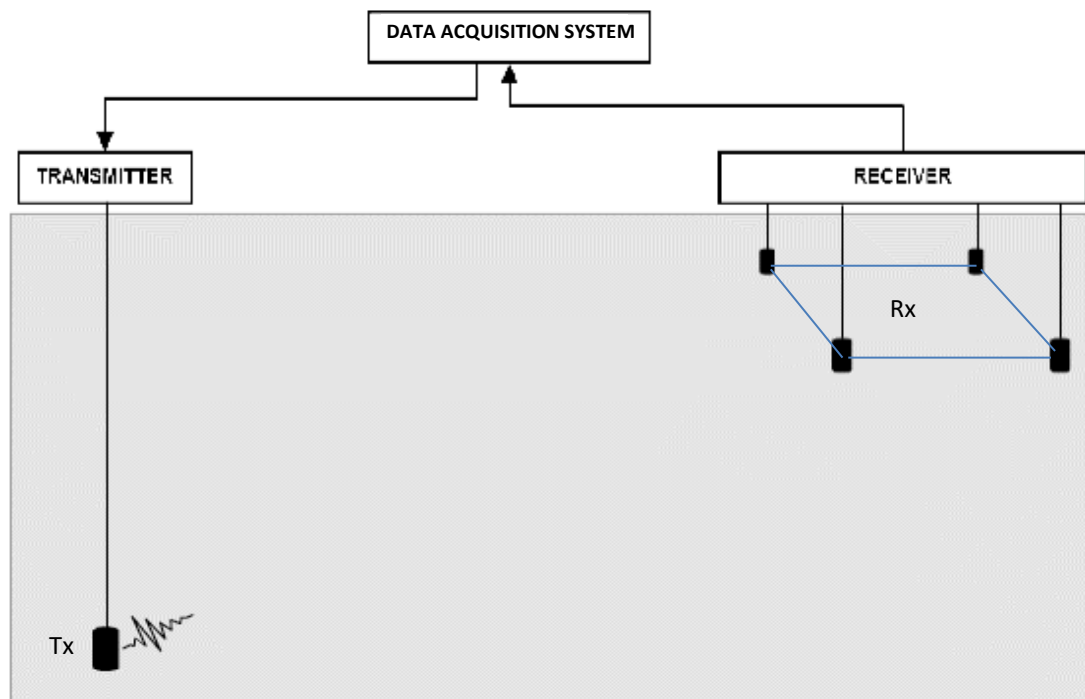 DATA ACQUISITION SYSTEM
TRANSMITTER
RECEIVER
Rx
Tx